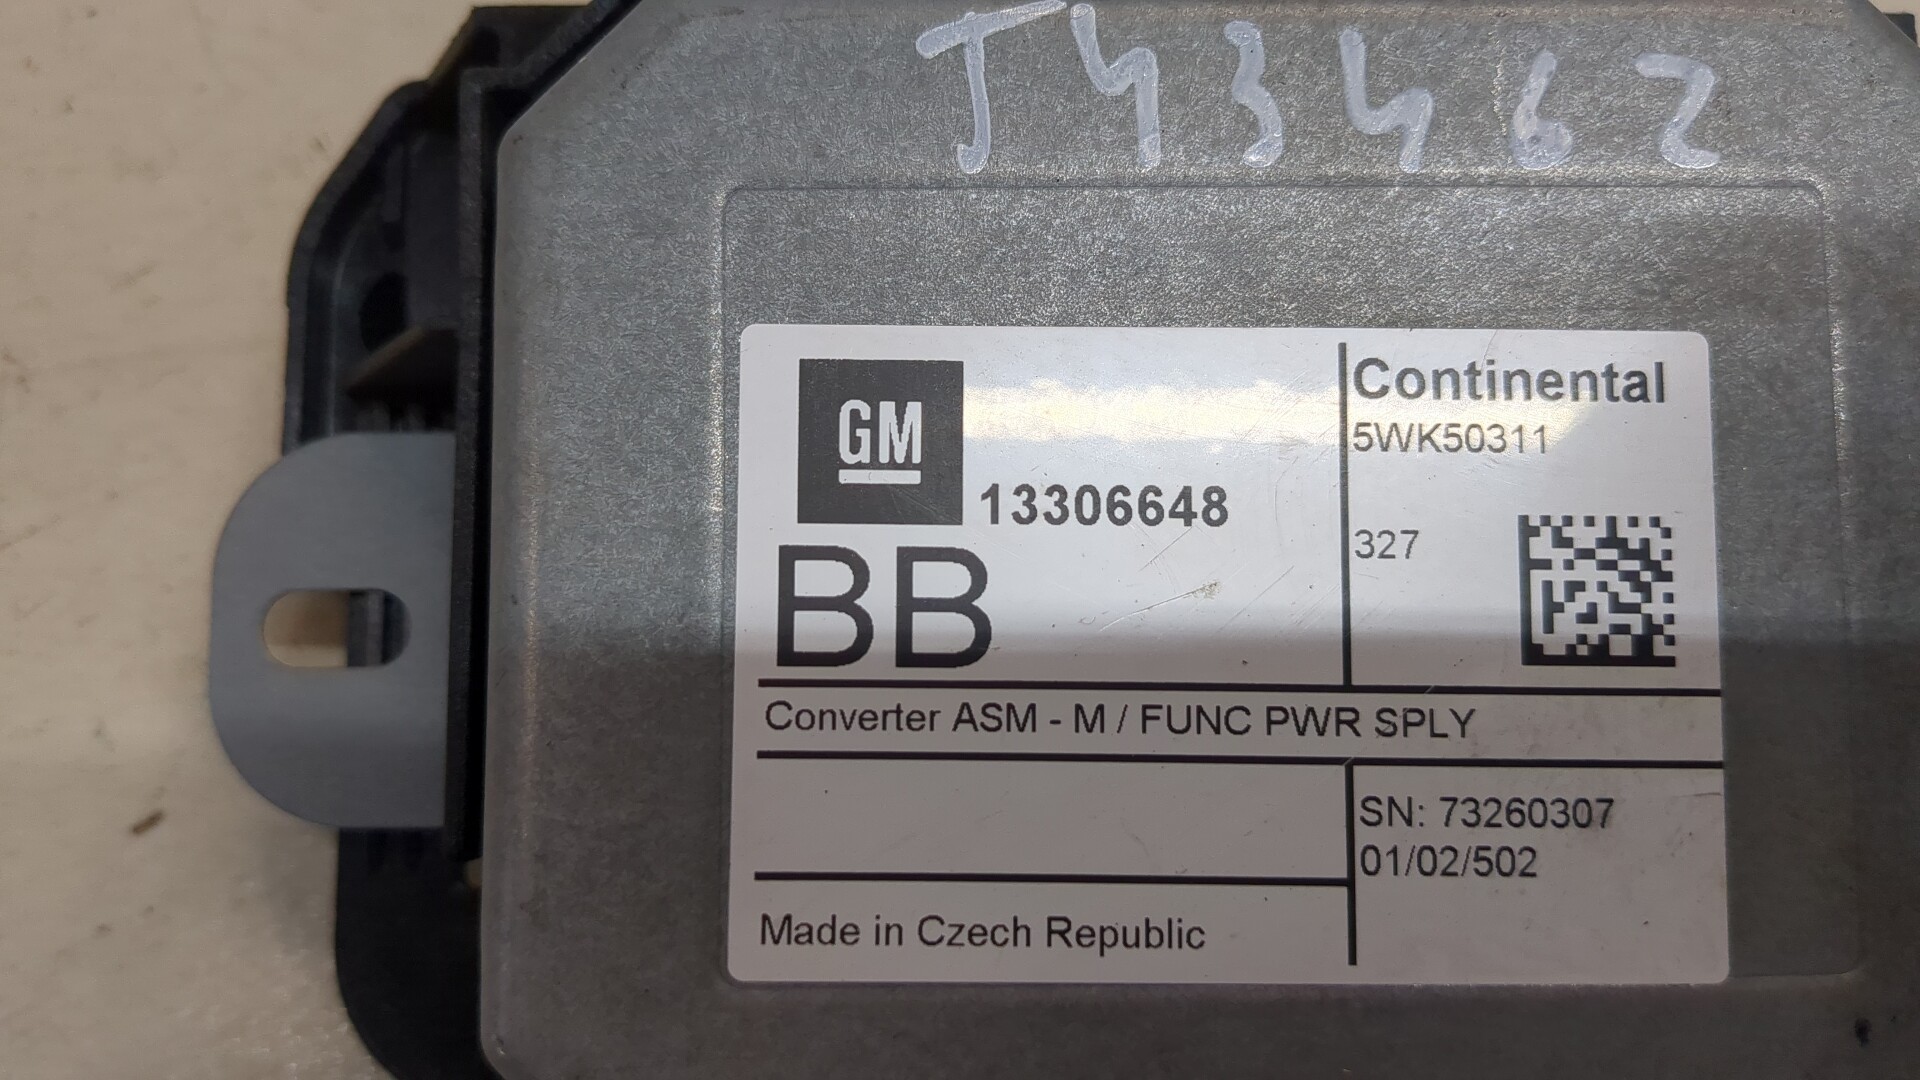 J43462
GM
13306648
BB
Continental
5WK50311
327
Converter ASM - M / FUNC PWR SPLY
SN: 73260307
01/02/502
Made in Czech Republic